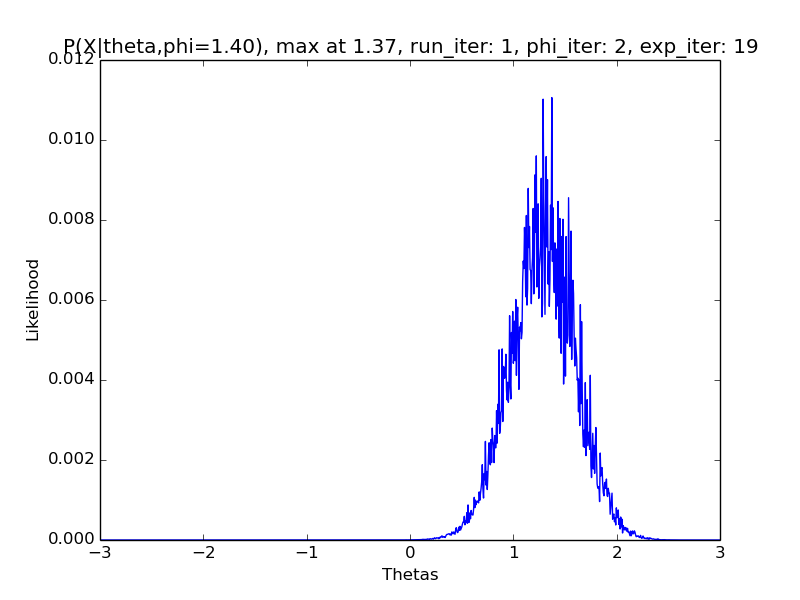 P(X|theta,phi=1.40), max at 1.37, run_iter: 1, phi_iter: 2, exp_iter: 19
0.012
0.010
0.008
0.006
0.004
0.002
0.000
Likelihood
−3 −2 −1 0 1 2 3
Thetas